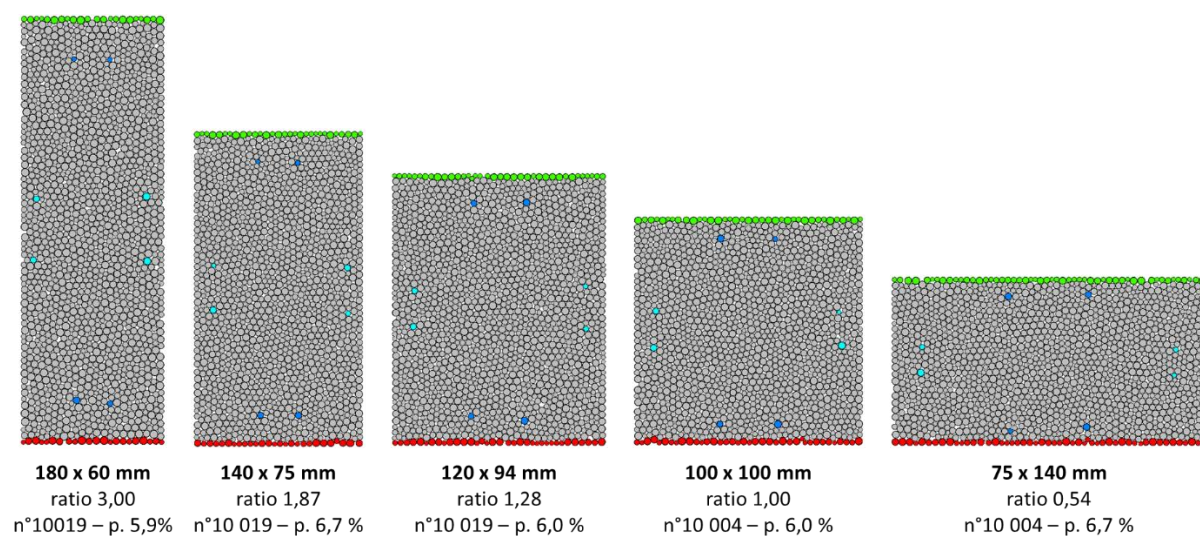 180 x 60 mm
ratio 3,00
n°10019 – p. 5,9%
140 x 75 mm
ratio 1,87
n°10 019 – p. 6,7 %
120 x 94 mm
ratio 1,28
n°10 019 – p. 6,0 %
100 x 100 mm
ratio 1,00
n°10 004 – p. 6,0 %
75 x 140 mm
ratio 0,54
n°10 004 – p. 6,7 %